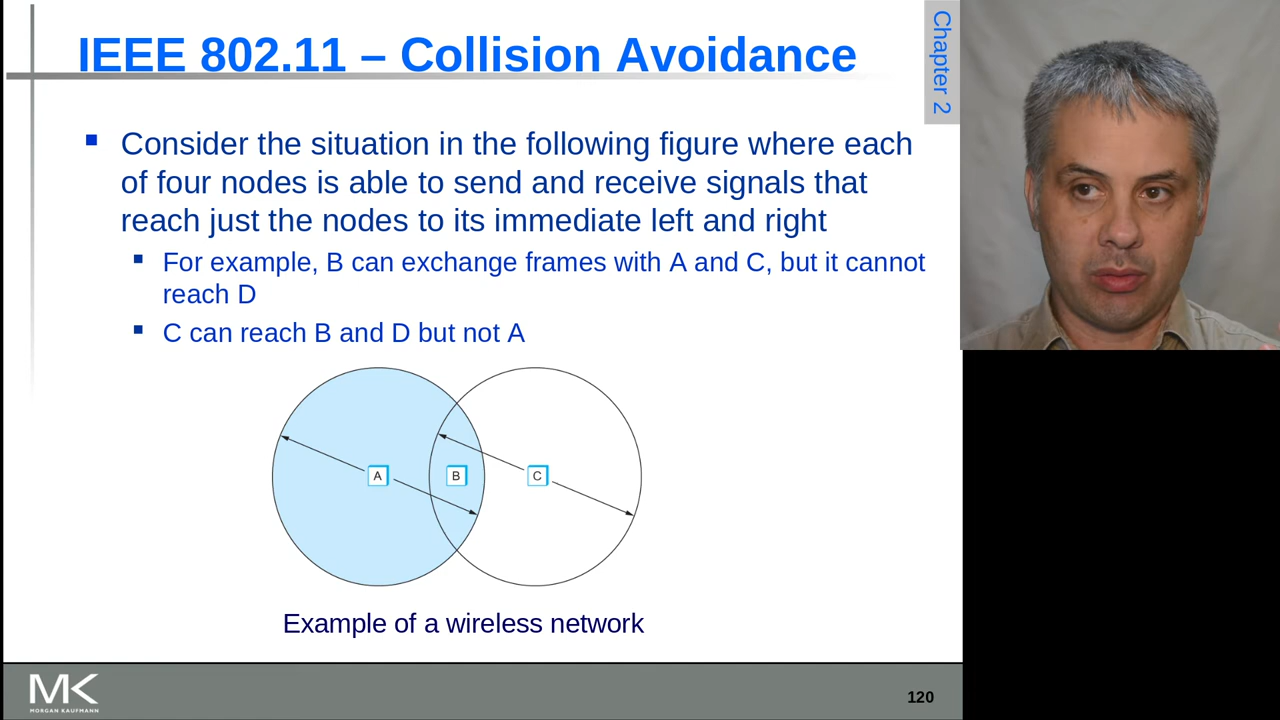 IEEE 802.11 – Collision Avoidance
Chapter 2
Consider the situation in the following figure where each
of four nodes is able to send and receive signals that
reach just the nodes to its immediate left and right
For example, B can exchange frames with A and C, but it cannot
reach D
C can reach B and D but not A
A
B
C
Example of a wireless network
MK
MORGAN KAUFMANN
120